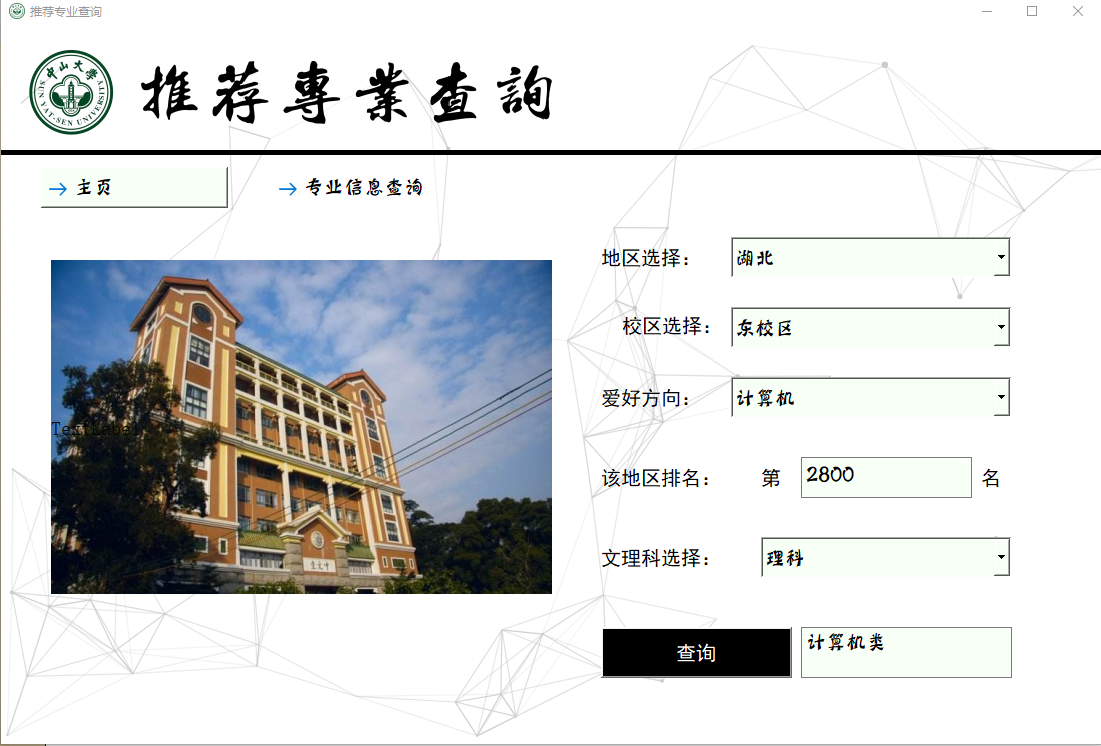 推荐专业查询
中山大学
SUN YAT-SEN UNIVERSITY
推荐專業查詢
主页
专业信息查询
地区选择：
湖北
校区选择：
东校区
爱好方向：
计算机
TextLabel
该地区排名：
第
2800
名
文理科选择：
理科
堂文中
查询
计算机类